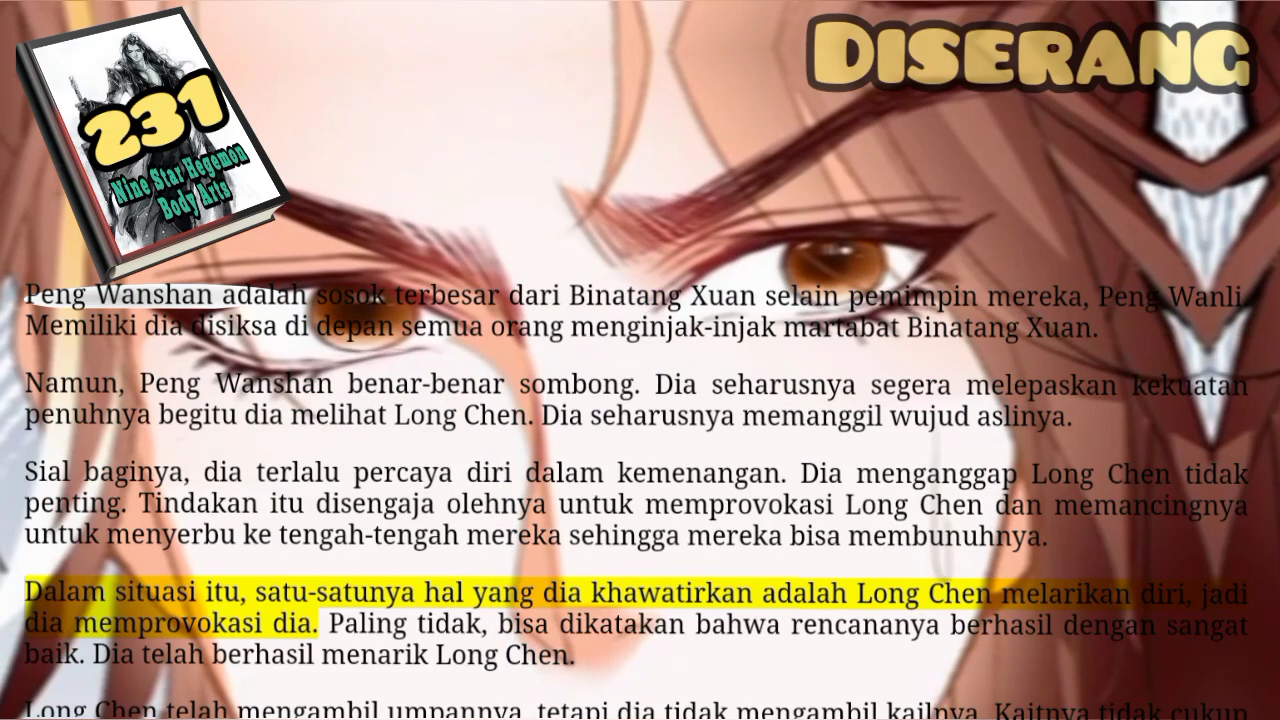 DISERANG
231
Nine Star Hegemon
Body Arts
Peng Wanshan adalah sosok terbesar dari Binatang Xuan selain pemimpin mereka, Peng Wanli.
Memiliki dia disiksa di depan semua orang menginjak-injak martabat Binatang Xuan.
Namun, Peng Wanshan benar-benar sombong. Dia seharusnya segera melepaskan kekuatan
penuhnya begitu dia melihat Long Chen. Dia seharusnya memanggil wujud aslinya.
Sial baginya, dia terlalu percaya diri dalam kemenangan. Dia menganggap Long Chen tidak
penting. Tindakan itu disengaja olehnya untuk memprovokasi Long Chen dan memancingnya
untuk menyerbu ke tengah-tengah mereka sehingga mereka bisa membunuhnya.
Dalam situasi itu, satu-satunya hal yang dia khawatirkan adalah Long Chen melarikan diri, jadi
dia memprovokasi dia. Paling tidak, bisa dikatakan bahwa rencananya berhasil dengan sangat
baik. Dia telah berhasil menarik Long Chen.
Long Chen telah mengambil umpannya, tetapi dia tidak mengambil kailnya. Kaitnya tidak cukup